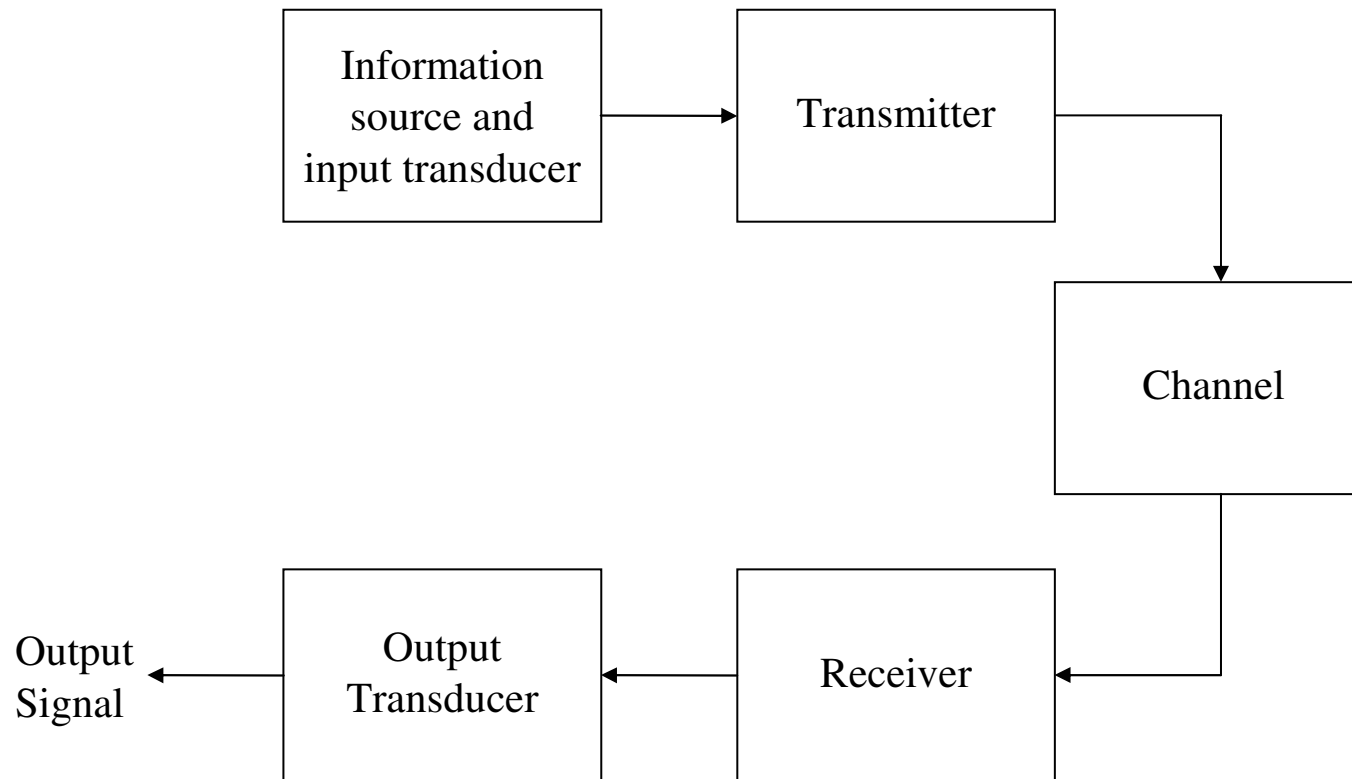 Information
source and
input transducer
Transmitter
Channel
Receiver
Output
Transducer
Output
Signal